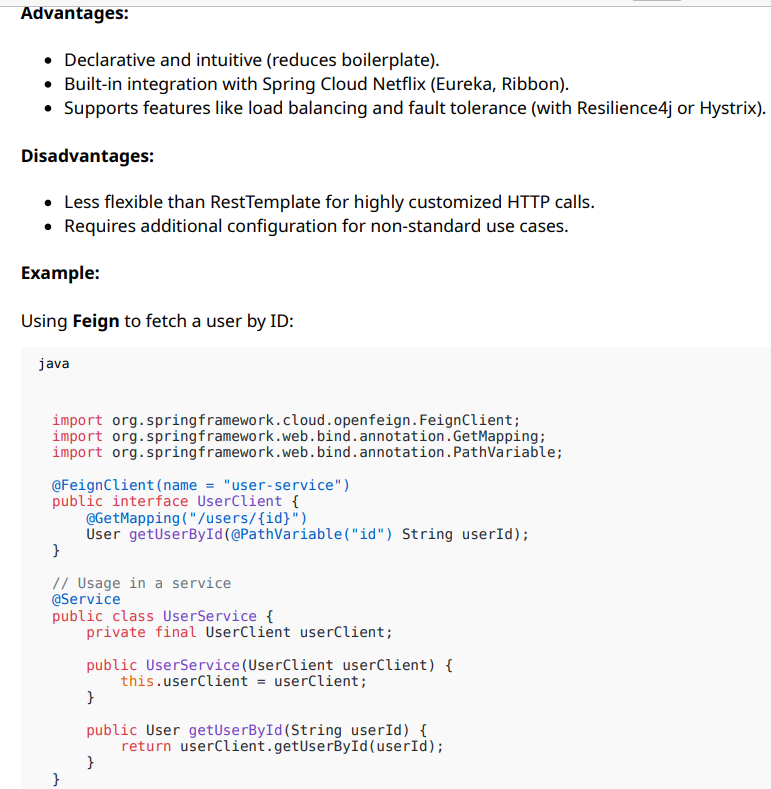 Advantages:
• Declarative and intuitive (reduces boilerplate).
• Built-in integration with Spring Cloud Netflix (Eureka, Ribbon).
• Supports features like load balancing and fault tolerance (with Resilience4j or Hystrix).
Disadvantages:
• Less flexible than RestTemplate for highly customized HTTP calls.
• Requires additional configuration for non-standard use cases.
Example:
Using Feign to fetch a user by ID:
java
import org.springframework.cloud.openfeign.FeignClient;
import org.springframework.web.bind.annotation.GetMapping;
import org.springframework.web.bind.annotation.PathVariable;
@FeignClient(name = "user-service")
public interface UserClient {
    @GetMapping("/users/{id}")
    User getUserById(@PathVariable("id") String userId);
}
// Usage in a service
@Service
public class UserService {
    private final UserClient userClient;
    public UserService(UserClient userClient) {
        this.userClient = userClient;
    }
    public User getUserById(String userId) {
        return userClient.getUserById(userId);
    }
}